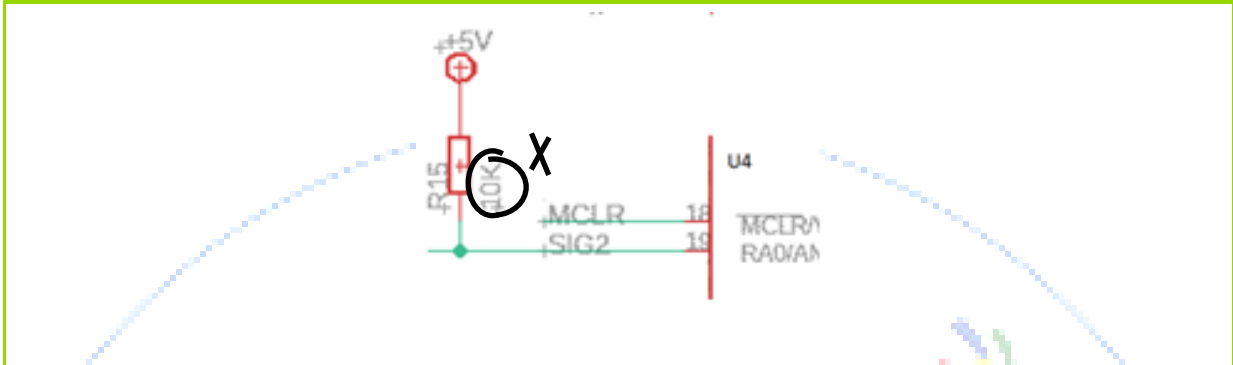 +5V
R15
10K
X
U4
MCLR
18
MCLR/
SIG2
19
RA0/AN